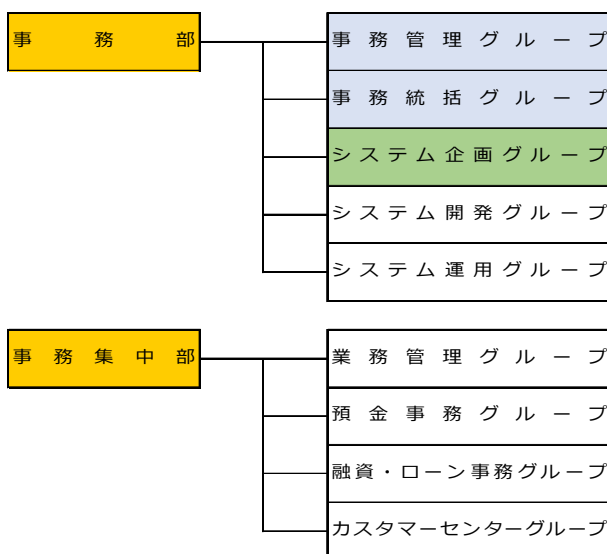 事務部
事務管理グループ
事務統括グループ
システム企画グループ
システム開発グループ
システム運用グループ
事務集中部
業務管理グループ
預金事務グループ
融資・ローン事務グループ
カスタマーセンターグループ